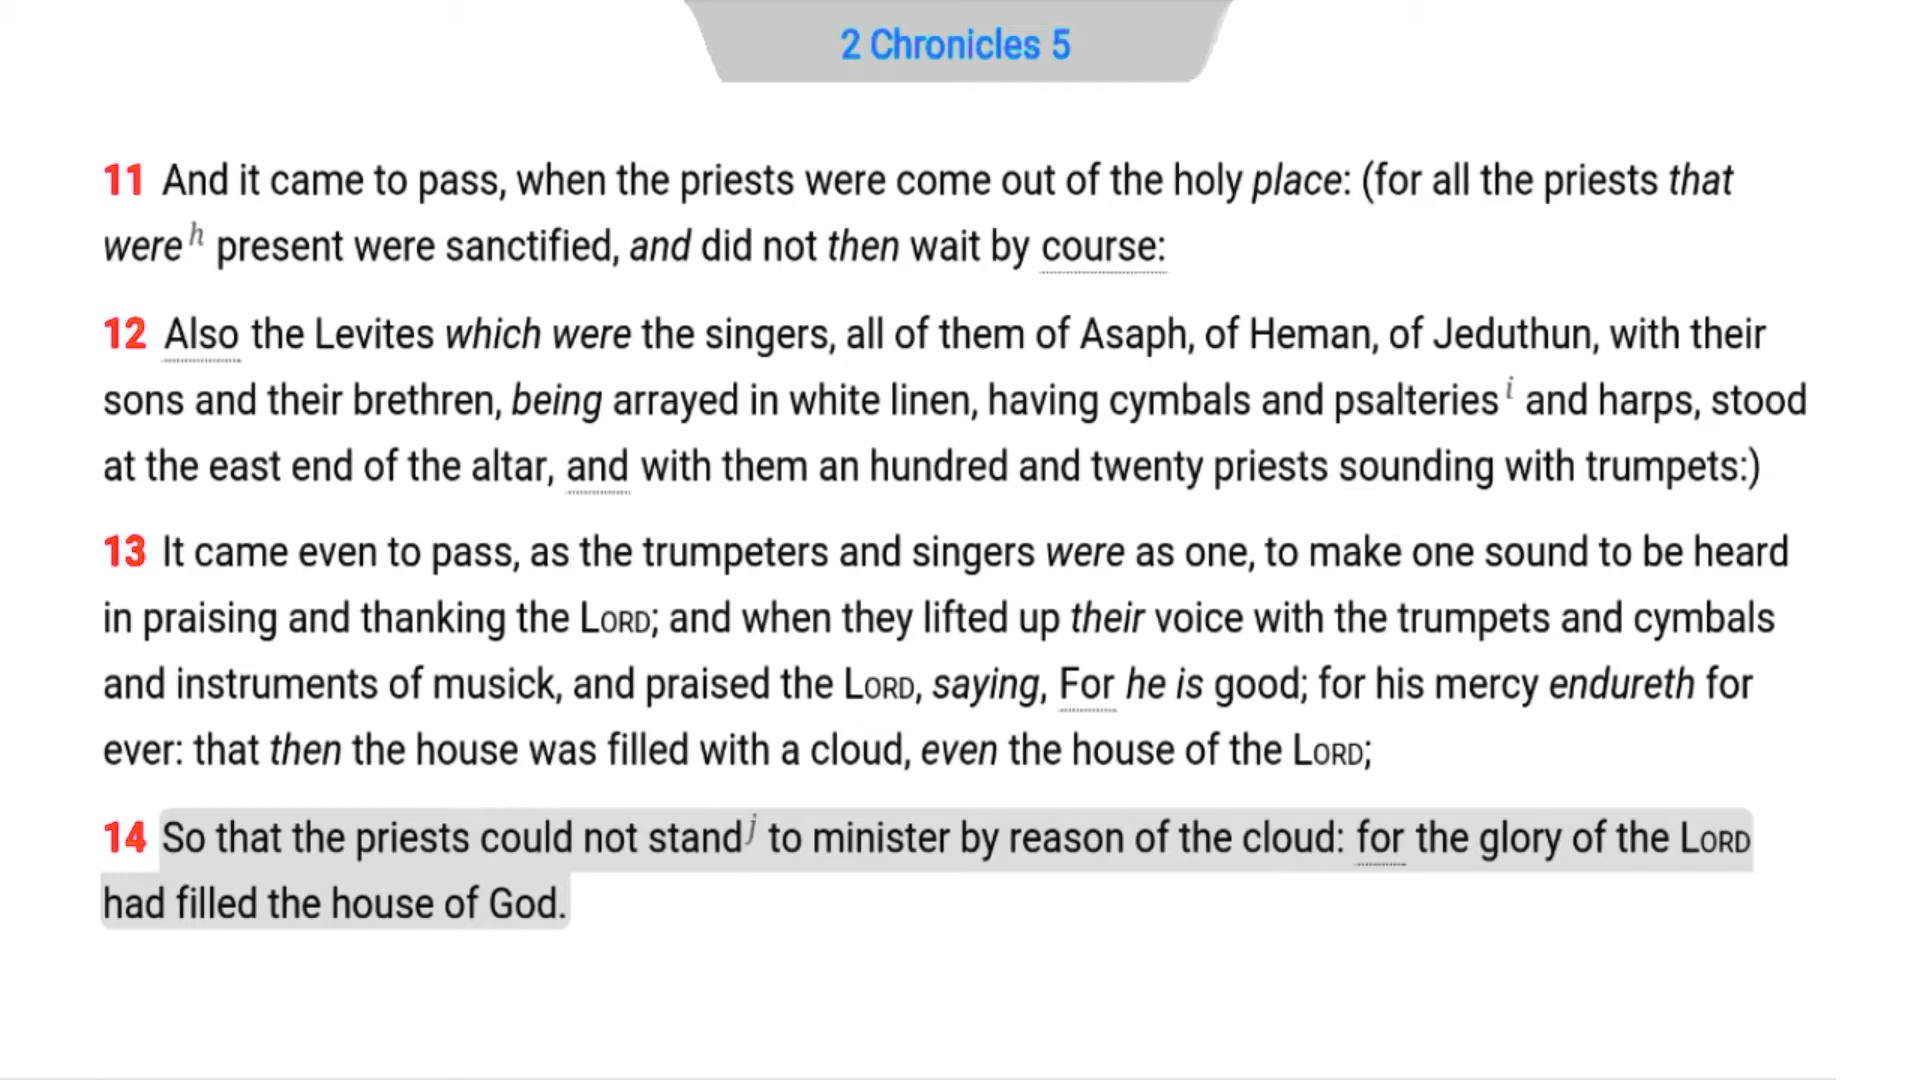 2 Chronicles 5
11 And it came to pass, when the priests were come out of the holy place: (for all the priests that
were h present were sanctified, and did not then wait by course:
12 Also the Levites which were the singers, all of them of Asaph, of Heman, of Jeduthun, with their
sons and their brethren, being arrayed in white linen, having cymbals and psalteries i and harps, stood
at the east end of the altar, and with them an hundred and twenty priests sounding with trumpets:)
13 It came even to pass, as the trumpeters and singers were as one, to make one sound to be heard
in praising and thanking the LORD; and when they lifted up their voice with the trumpets and cymbals
and instruments of musick, and praised the LORD, saying, For he is good; for his mercy endureth for
ever: that then the house was filled with a cloud, even the house of the LORD;
14 So that the priests could not stand j to minister by reason of the cloud: for the glory of the LORD
had filled the house of God.